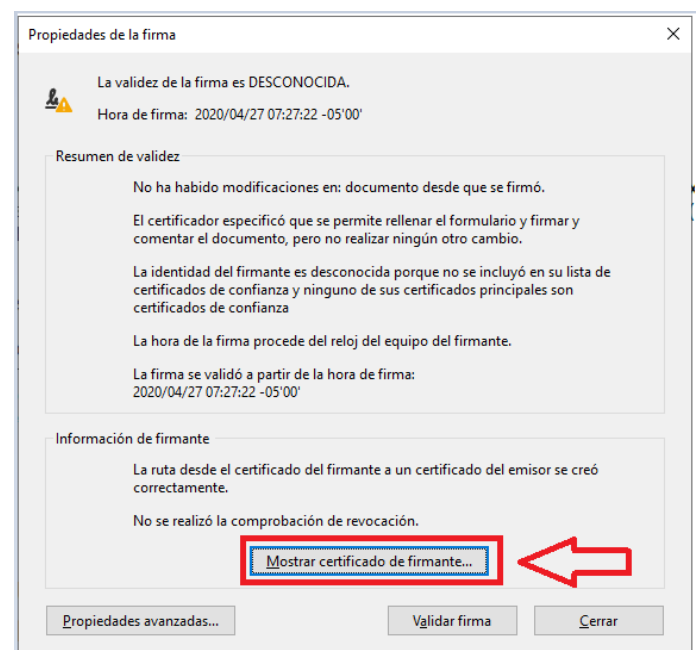 Propiedades de la firma
La validez de la firma es DESCONOCIDA.
Hora de firma: 2020/04/27 07:27:22 -05'00'
Resumen de validez
No ha habido modificaciones en: documento desde que se firmó.
El certificador especificó que se permite rellenar el formulario y firmar y
comentar el documento, pero no realizar ningún otro cambio.
La identidad del firmante es desconocida porque no se incluyó en su lista de
certificados de confianza y ninguno de sus certificados principales son
certificados de confianza
La hora de la firma procede del reloj del equipo del firmante.
La firma se validó a partir de la hora de firma:
2020/04/27 07:27:22 -05'00'
Información de firmante
La ruta desde el certificado del firmante a un certificado del emisor se creó
correctamente.
No se realizó la comprobación de revocación.
Mostrar certificado de firmante...
Propiedades avanzadas...
Validar firma
Cerrar